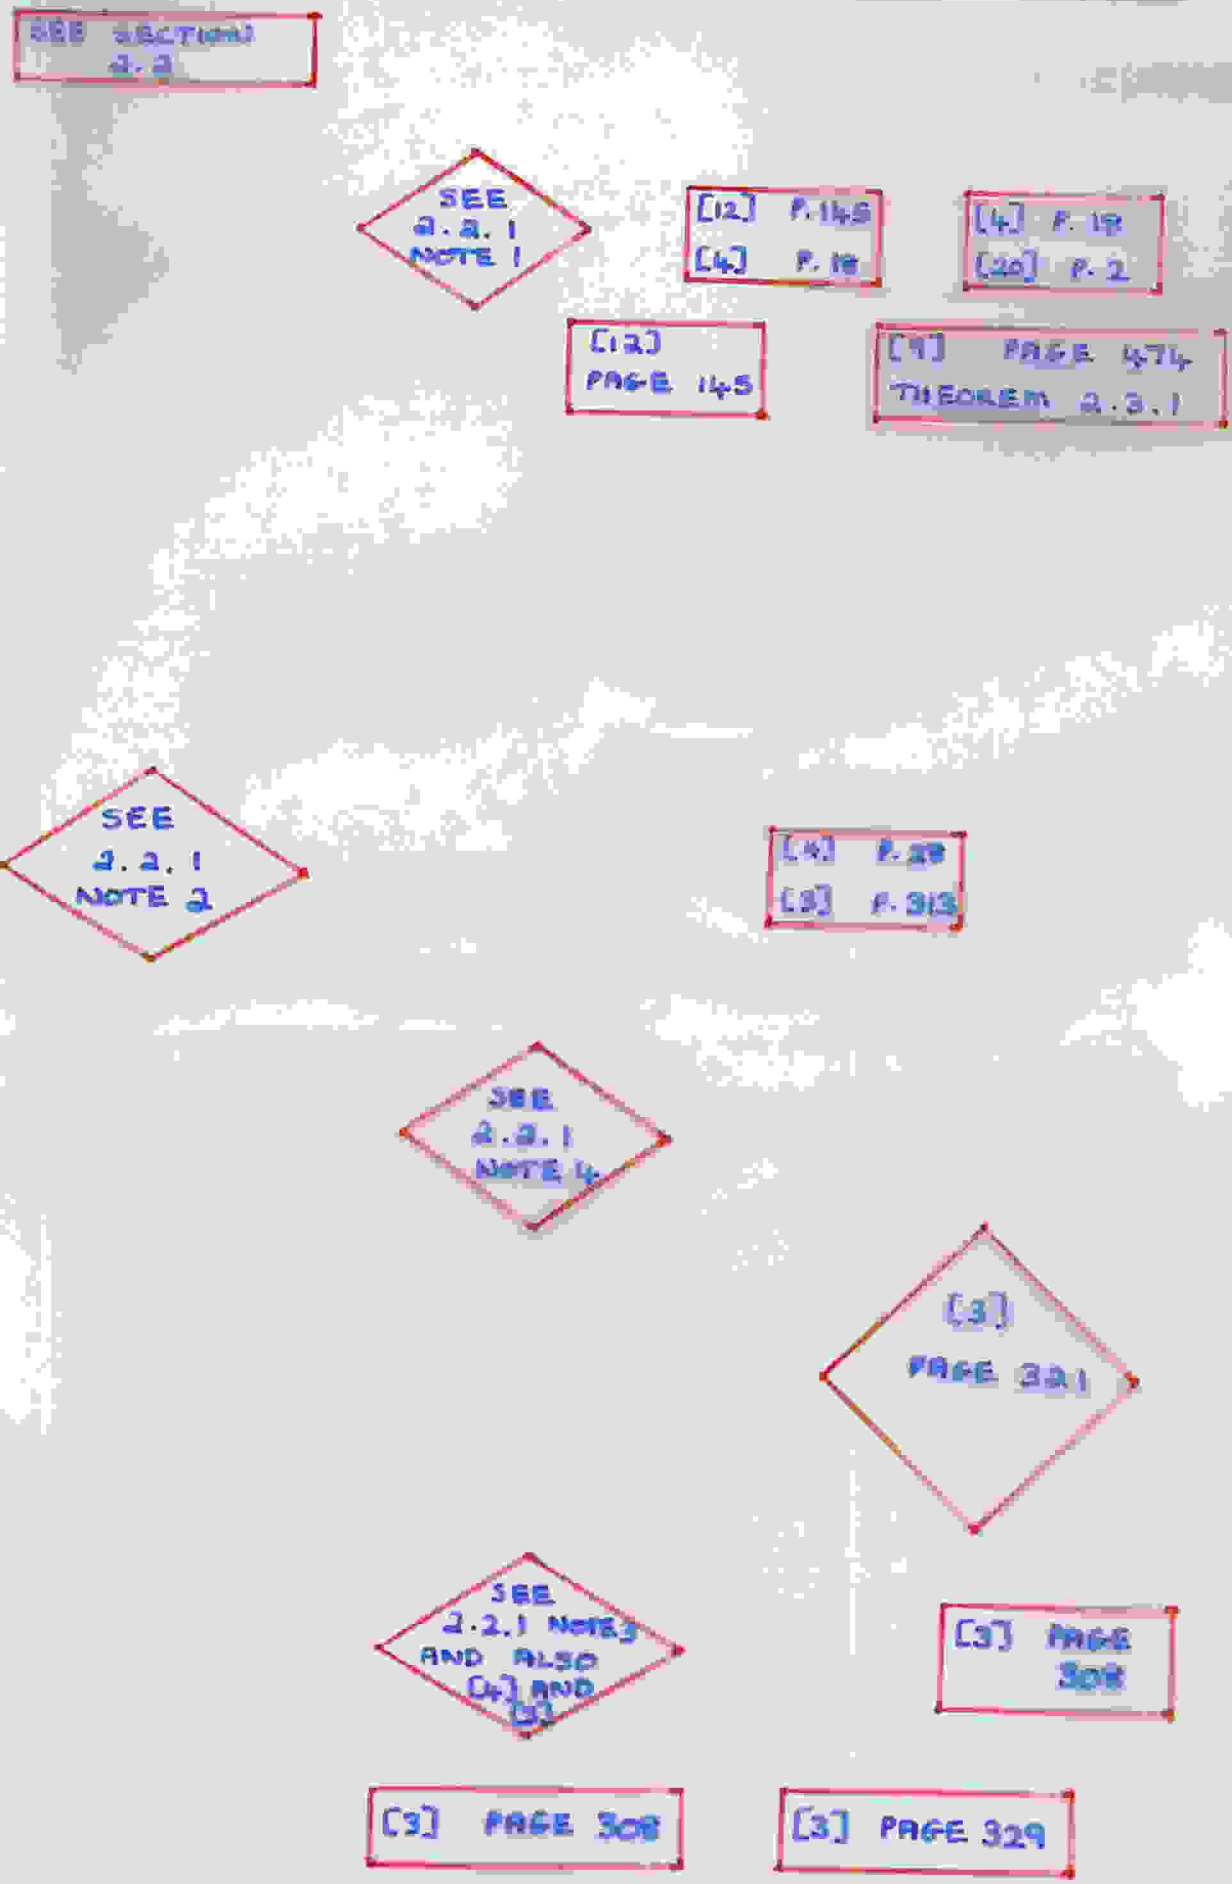 SEE SECTION
2.2
SEE
2.2.1
NOTE 1
[12] P. 145
[4] P. 18
[4] P. 18
[20] P. 2
[12]
PAGE 145
[9] PAGE 474
THEOREM 2.3.1
SEE
2.2.1
NOTE 2
[4] P. 29
[3] P. 313
SEE
2.2.1
NOTE 4
[3]
PAGE 321
SEE
2.2.1 NOTE 3
AND ALSO
[4] AND
[3]
[3] PAGE
308
[3] PAGE 308
[3] PAGE 329